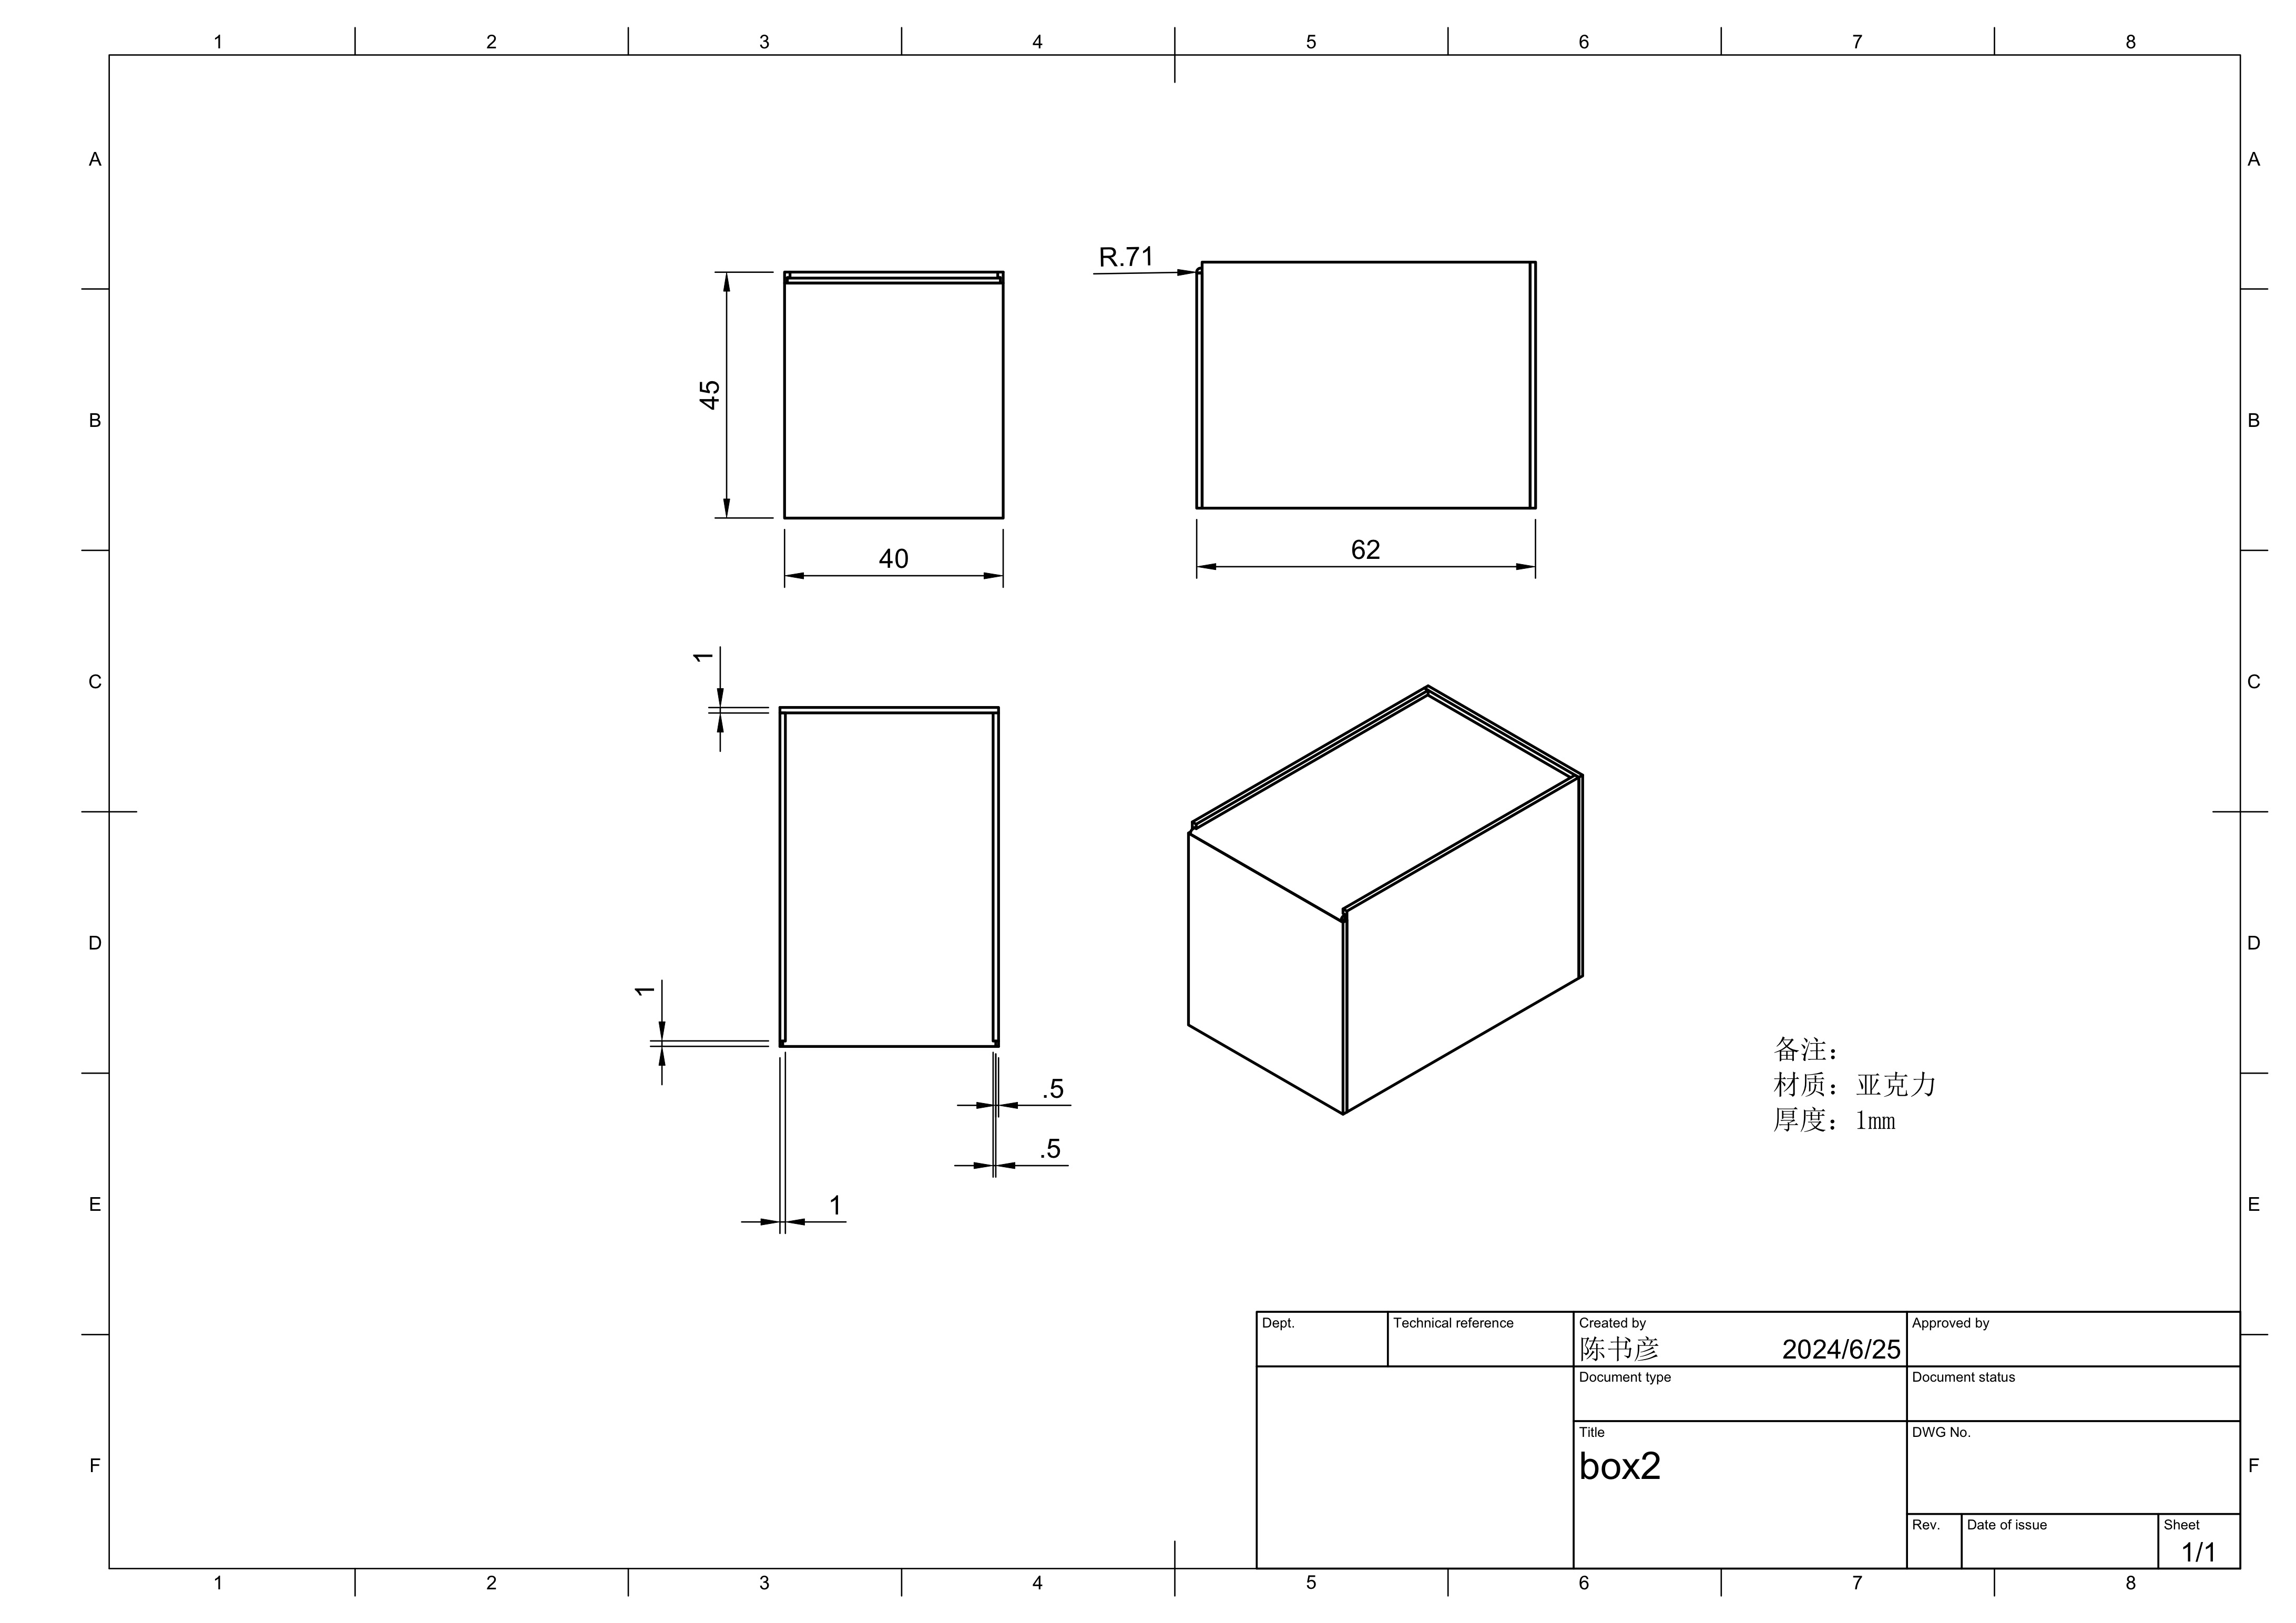 1 2 3 4 5 6 7 8
A A
R.71
45
B B
40
62
1
C C
D D
1
备注：
材质：亚克力
厚度：1mm
.5
.5
1
E E
Dept. Technical reference Created by Approved by
陈书彦 2024/6/25
Document type Document status
Title DWG No.
box2
F F
Rev. Date of issue Sheet
1/1
1 2 3 4 5 6 7 8